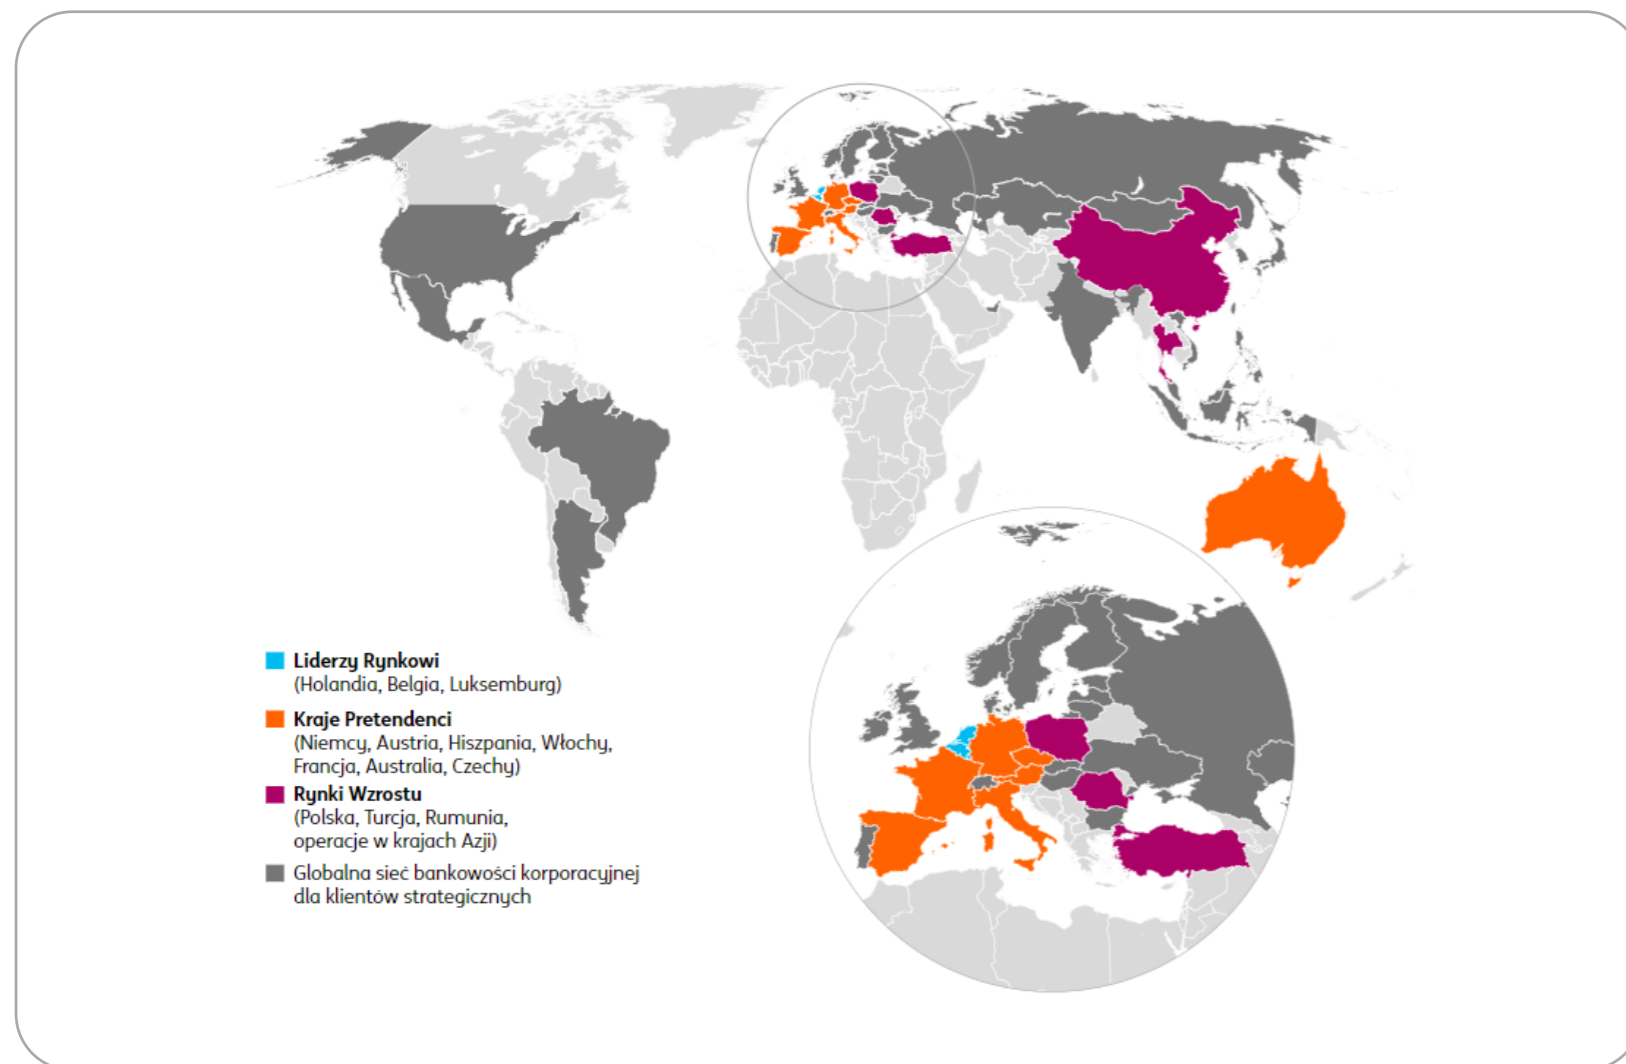 Liderzy Rynkowi
(Holandia, Belgia, Luksemburg)
Kraje Pretendenci
(Niemcy, Austria, Hiszpania, Włochy,
Francja, Australia, Czechy)
Rynki Wzrostu
(Polska, Turcja, Rumunia,
operacje w krajach Azji)
Globalna sieć bankowości korporacyjnej
dla klientów strategicznych